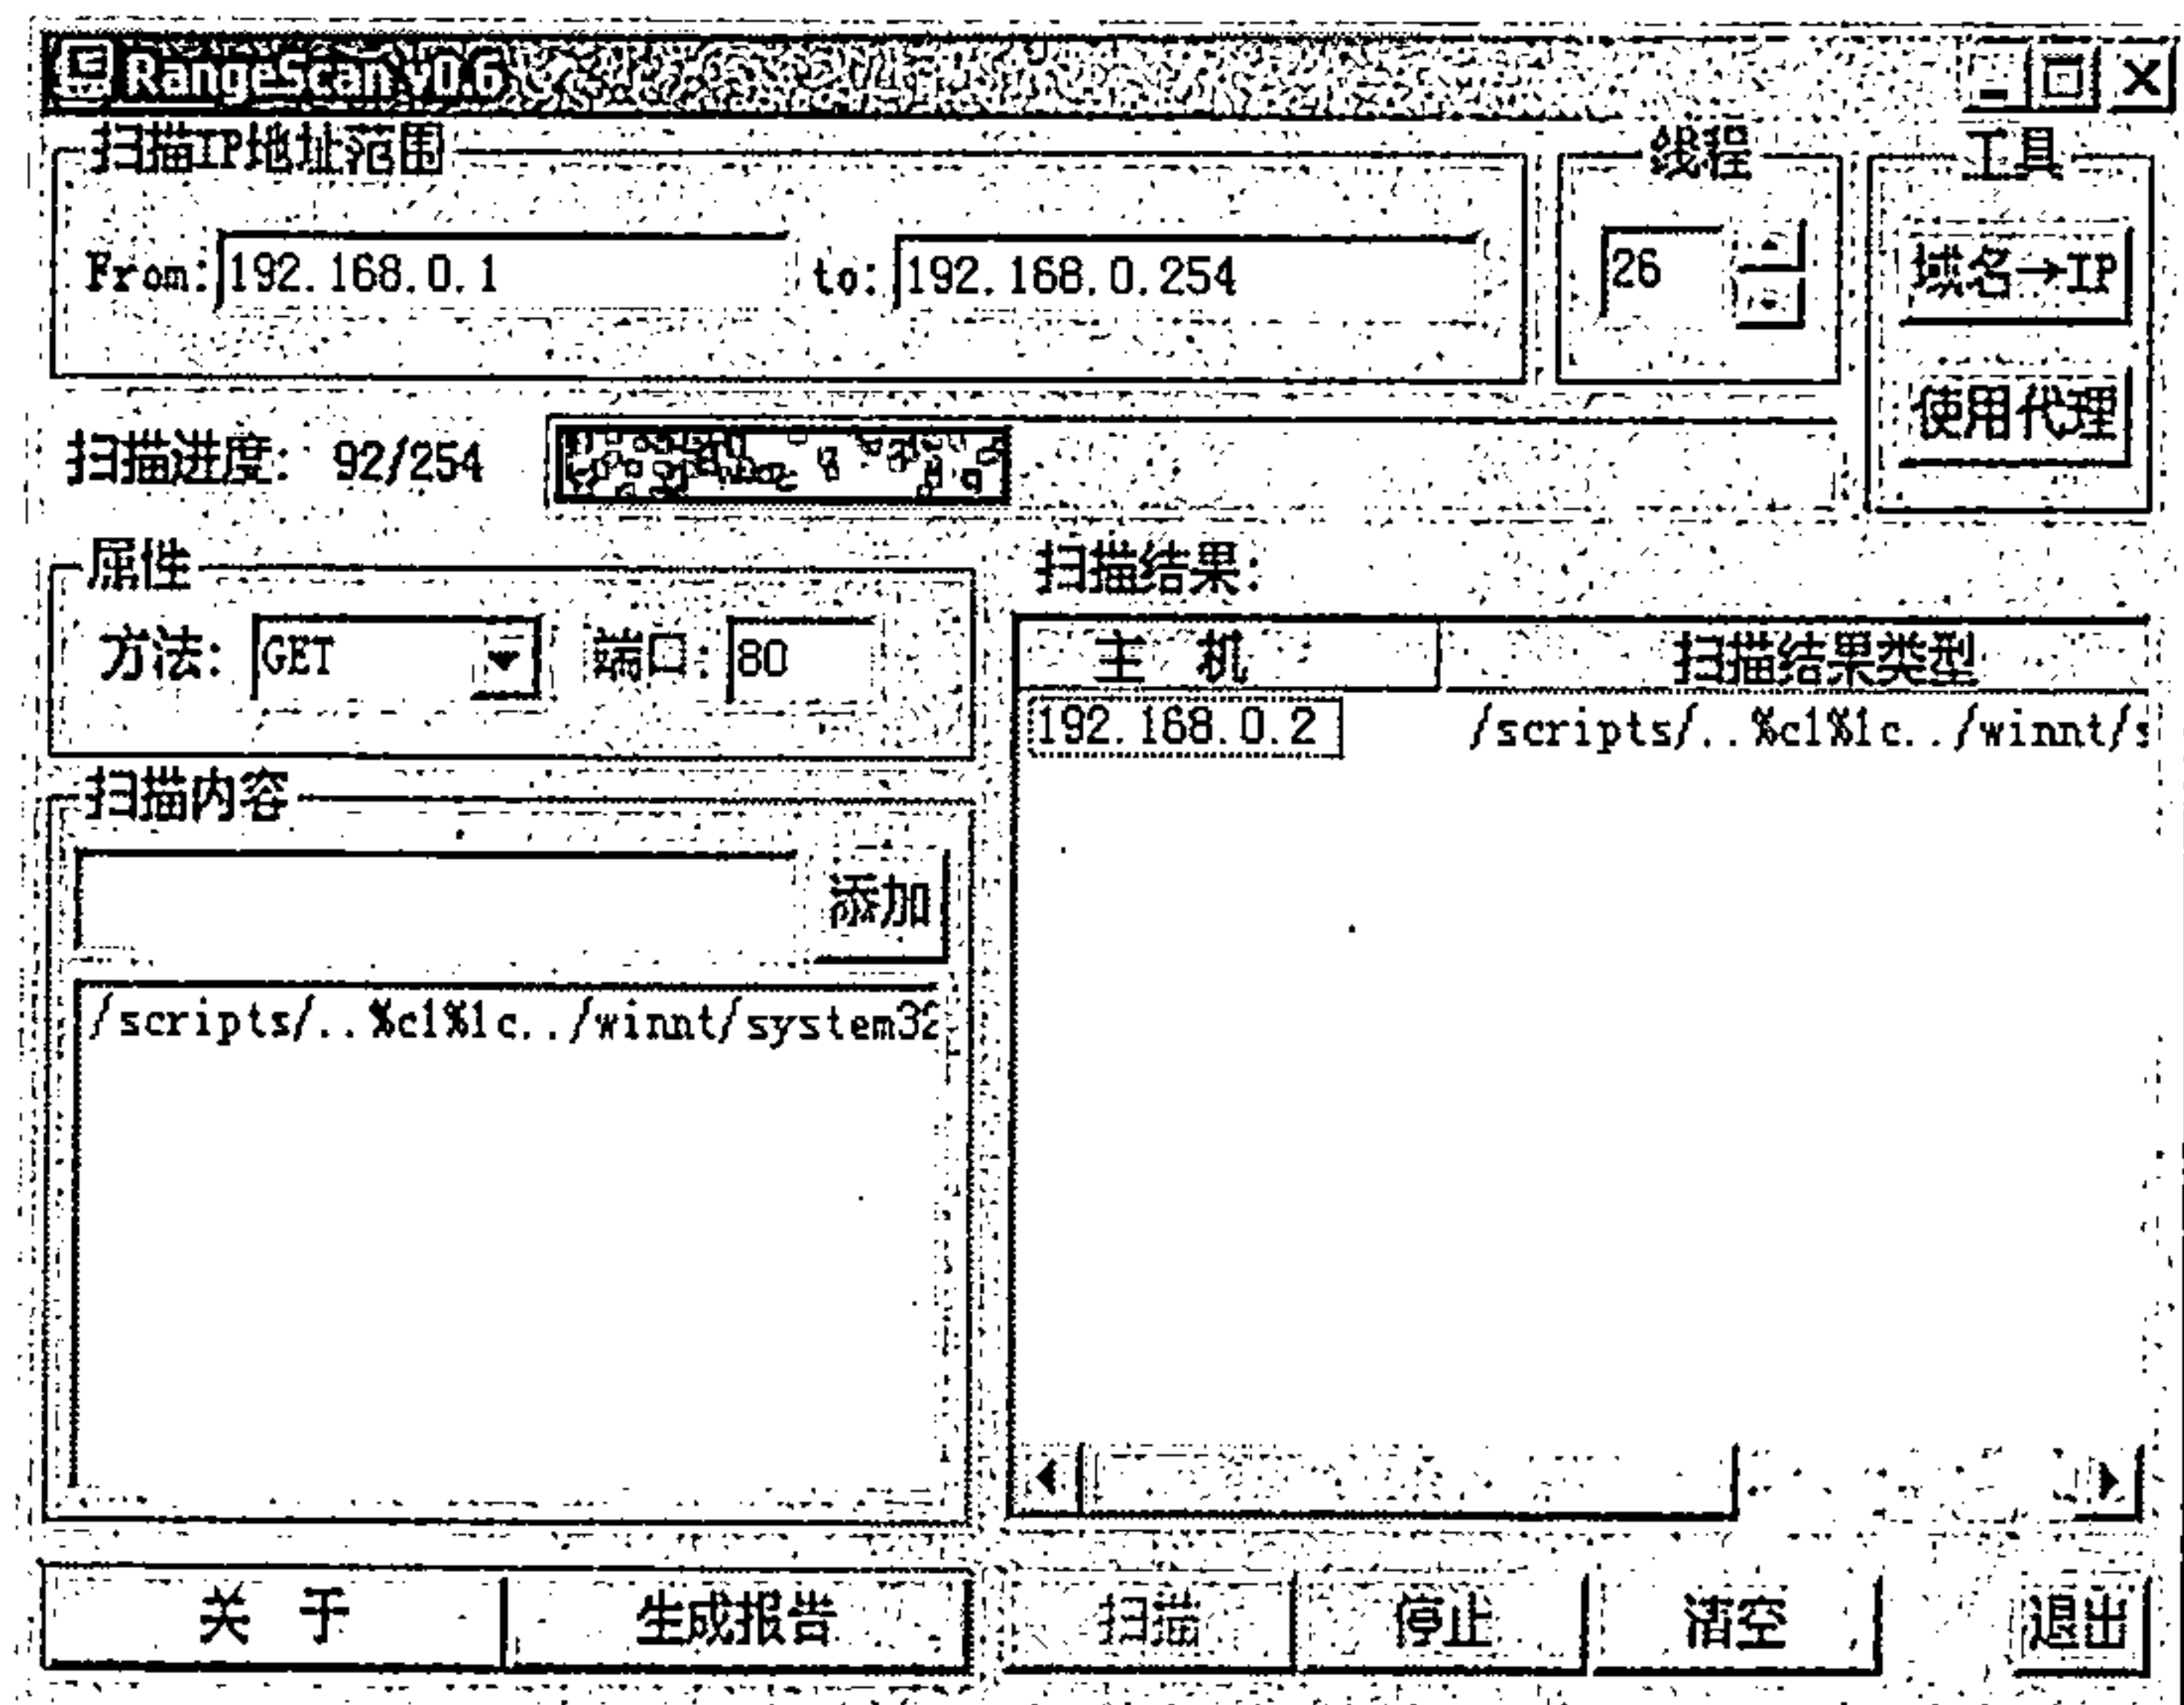 RangeScan v0.6
扫描IP地址范围 线程 工具
From: 192.168.0.1 to: 192.168.0.254 26 域名→IP
使用代理
扫描进度: 92/254
属性 扫描结果:
方法: GET 端口: 80 主 机 扫描结果类型
192.168.0.2 /scripts/..%c1%1c../winnt/s
扫描内容
添加
/scripts/..%c1%1c../winnt/system32
关 于 生成报告 扫描 停止 清空 退出